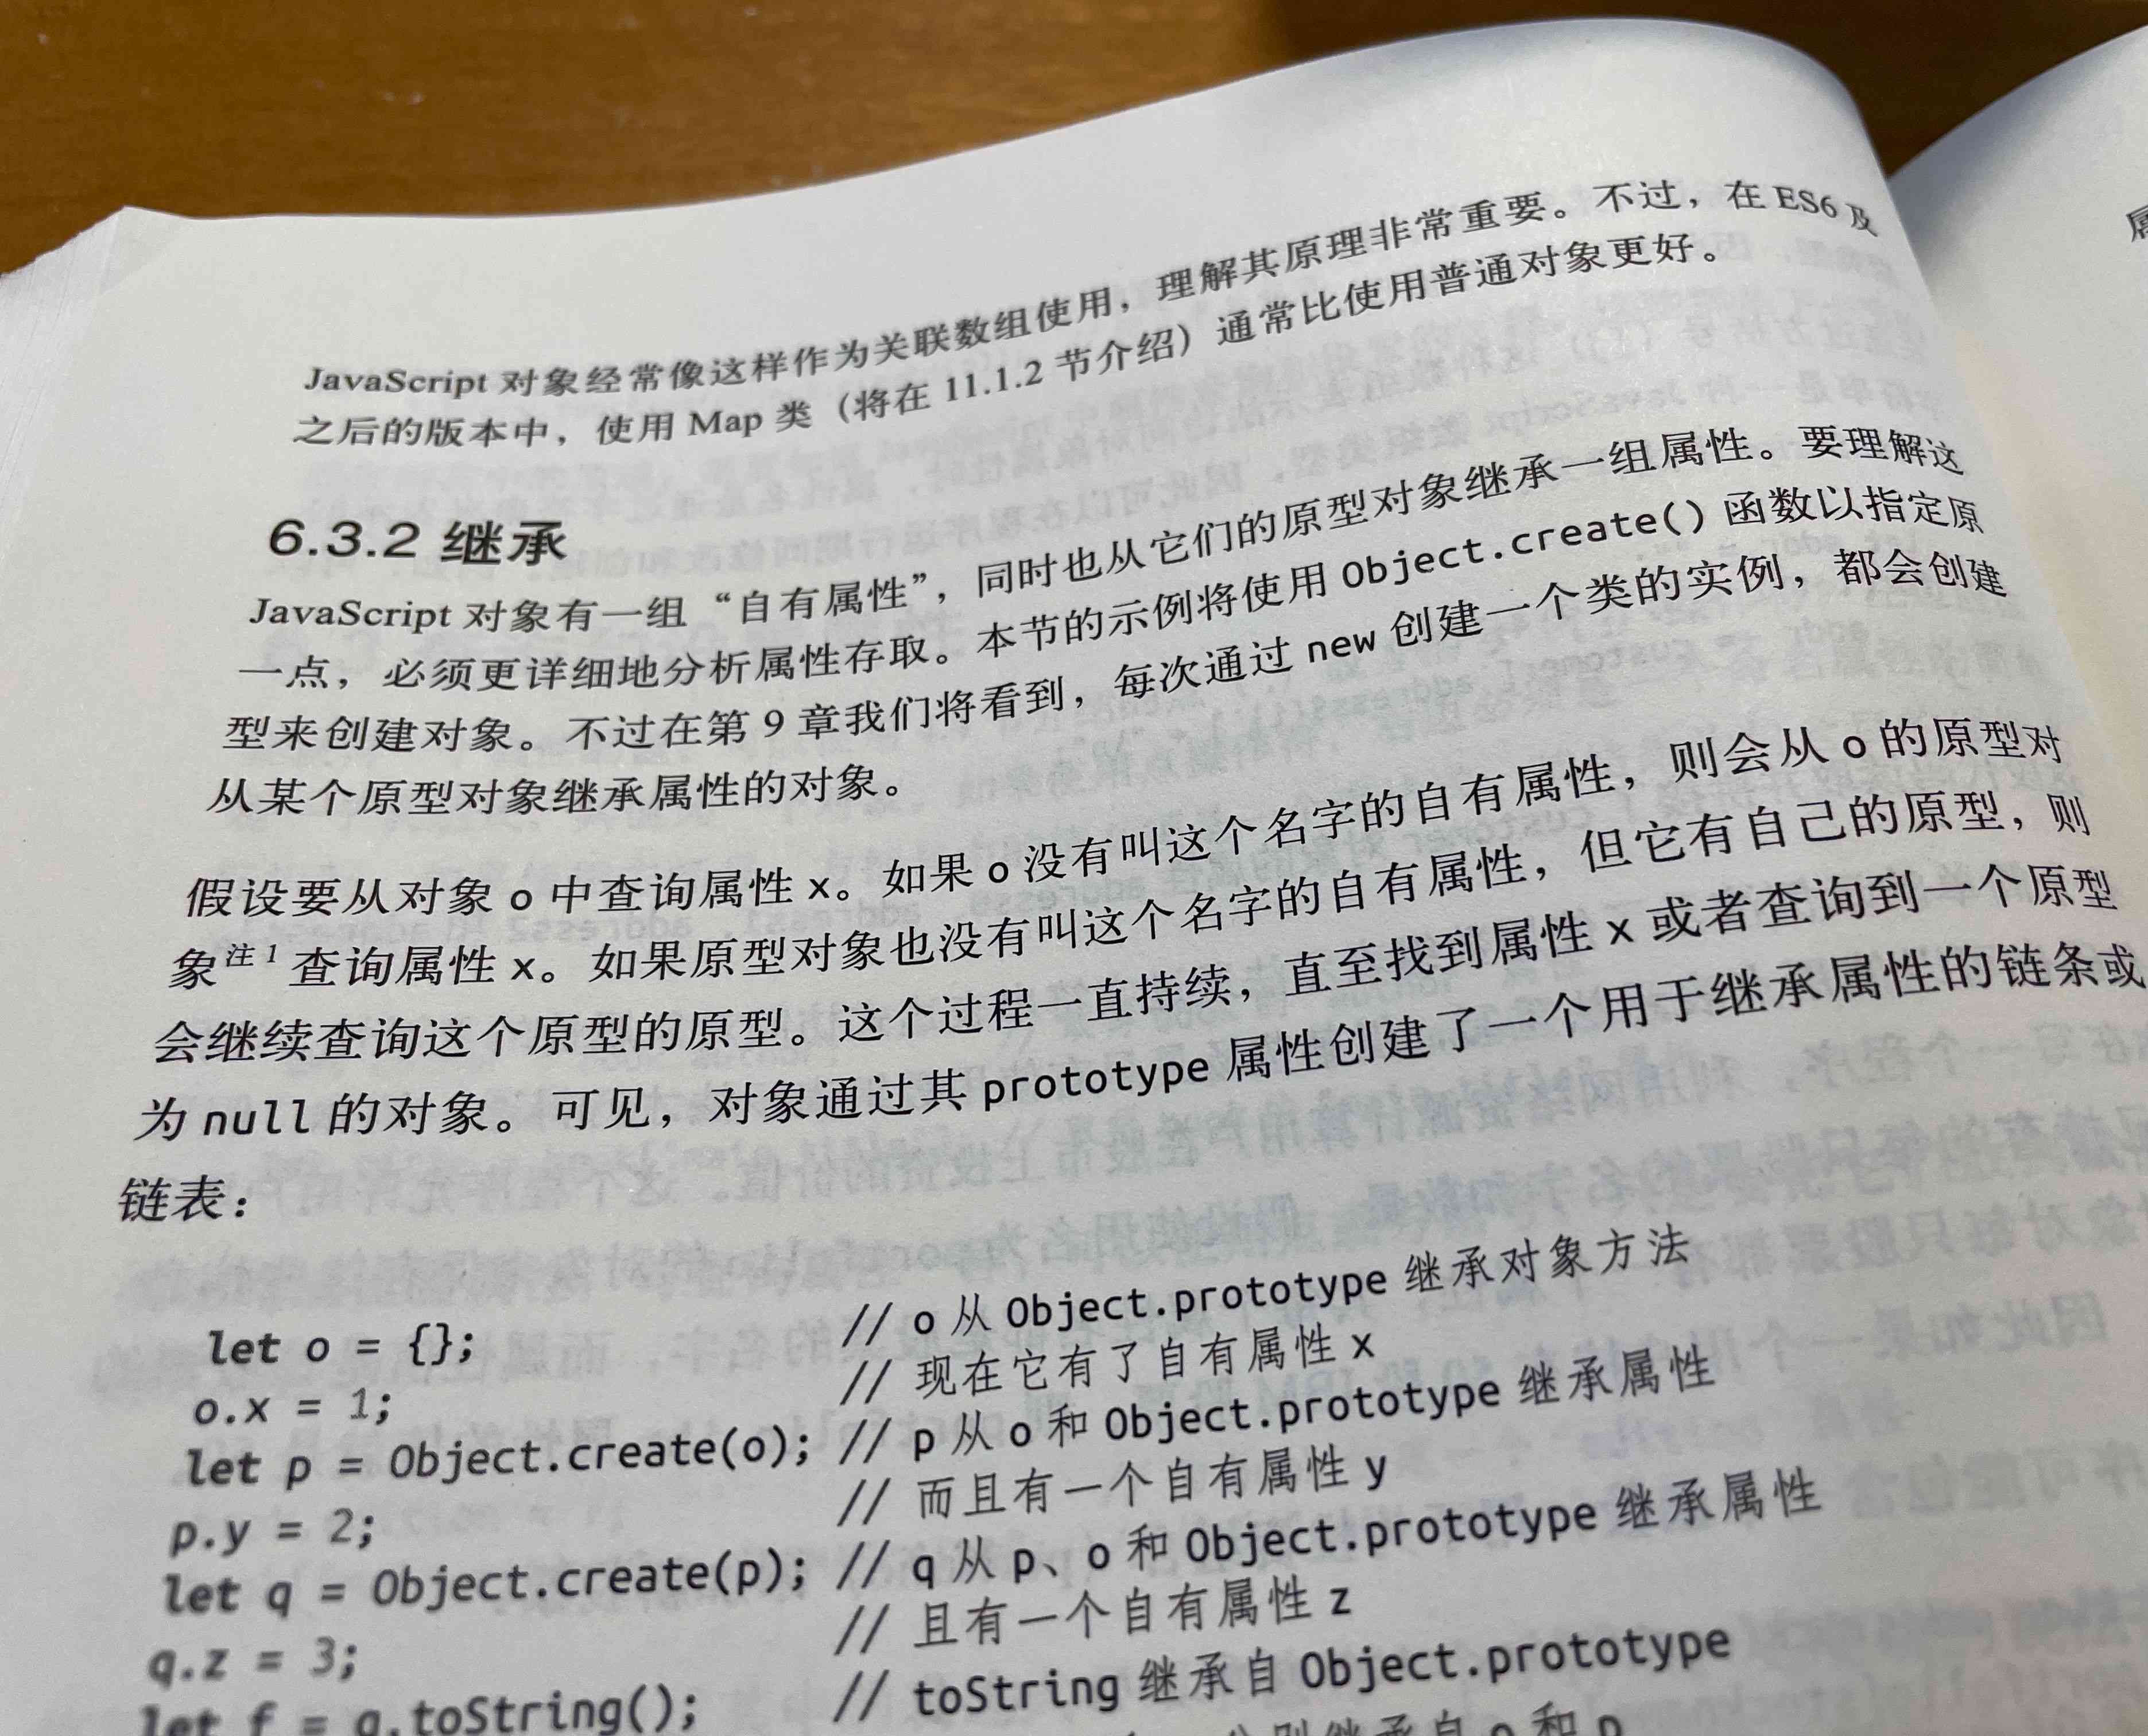 JavaScript 对象经常像这样作为关联数组使用，理解其原理非常重要。不过，在 ES6 及
之后的版本中，使用 Map 类（将在 11.1.2 节介绍）通常比使用普通对象更好。
6.3.2 继承
JavaScript 对象有一组“自有属性”，同时也从它们的原型对象继承一组属性。要理解这
一点，必须更详细地分析属性存取。本节的示例将使用 Object.create() 函数以指定原
型来创建对象。不过在第 9 章我们将看到，每次通过 new 创建一个类的实例，都会创建
从某个原型对象继承属性的对象。
假设要从对象 o 中查询属性 x。如果 o 没有叫这个名字的自有属性，则会从 o 的原型对
象注1 查询属性 x。如果原型对象也没有叫这个名字的自有属性，但它有自己的原型，则
会继续查询这个原型的原型。这个过程一直持续，直至找到属性 x 或者查询到一个原型
为 null 的对象。可见，对象通过其 prototype 属性创建了一个用于继承属性的链条或
链表：
let o = {}; // o 从 Object.prototype 继承对象方法
o.x = 1; // 现在它有了自有属性 x
let p = Object.create(o); // p 从 o 和 Object.prototype 继承属性
p.y = 2; // 而且有一个自有属性 y
let q = Object.create(p); // q 从 p、o 和 Object.prototype 继承属性
q.z = 3; // 且有一个自有属性 z
let f = q.toString(); // toString 继承自 Object.prototype
分别继承自 o 和 p